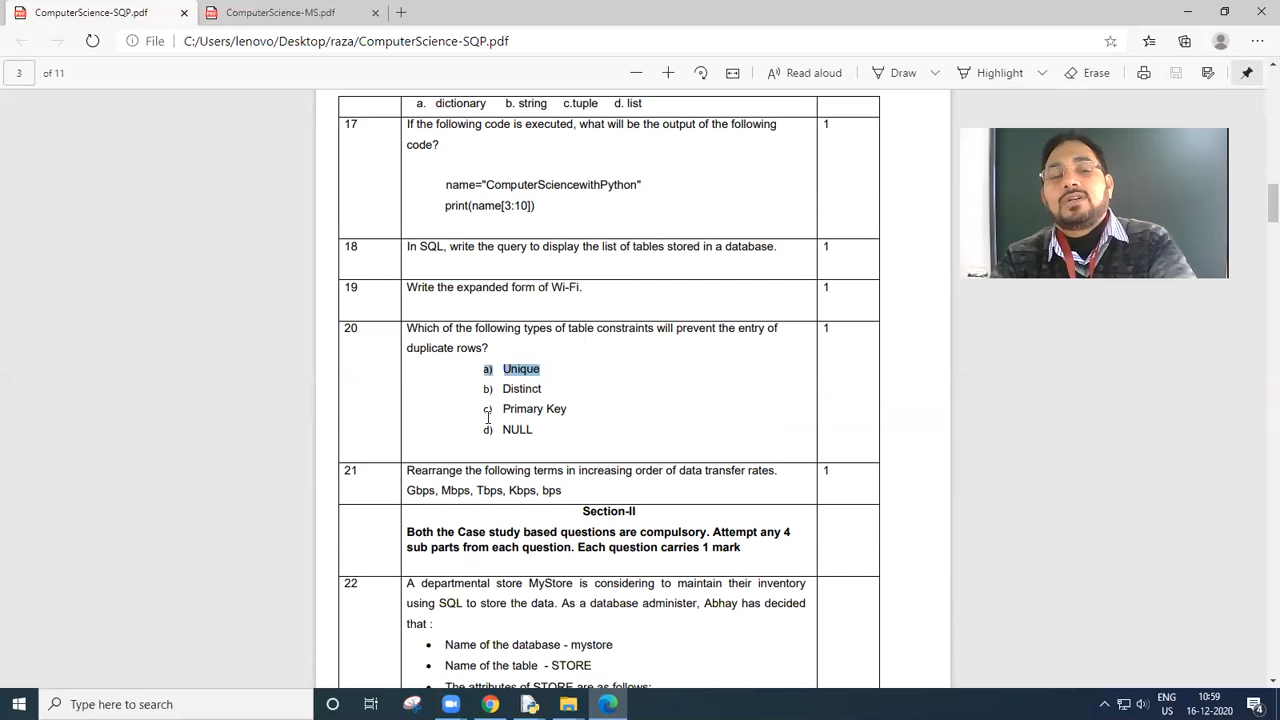 ComputerScience-SQP.pdf
ComputerScience-MS.pdf
File
C:/Users/lenovo/Desktop/raza/ComputerScience-SQP.pdf
3 of 11
Read aloud
Draw
Highlight
Erase
a. dictionary b. string c.tuple d. list
17 If the following code is executed, what will be the output of the following 1
code?
name="ComputerSciencewithPython"
print(name[3:10])
18 In SQL, write the query to display the list of tables stored in a database. 1
19 Write the expanded form of Wi-Fi. 1
20 Which of the following types of table constraints will prevent the entry of 1
duplicate rows?
a) Unique
b) Distinct
c) Primary Key
d) NULL
21 Rearrange the following terms in increasing order of data transfer rates. 1
Gbps, Mbps, Tbps, Kbps, bps
Section-II
Both the Case study based questions are compulsory. Attempt any 4
sub parts from each question. Each question carries 1 mark
22 A departmental store MyStore is considering to maintain their inventory
using SQL to store the data. As a database administer, Abhay has decided
that :
• Name of the database - mystore
• Name of the table - STORE
• The attributes of STORE are as follows:
Type here to search
ENG
US
10:59
16-12-2020
4